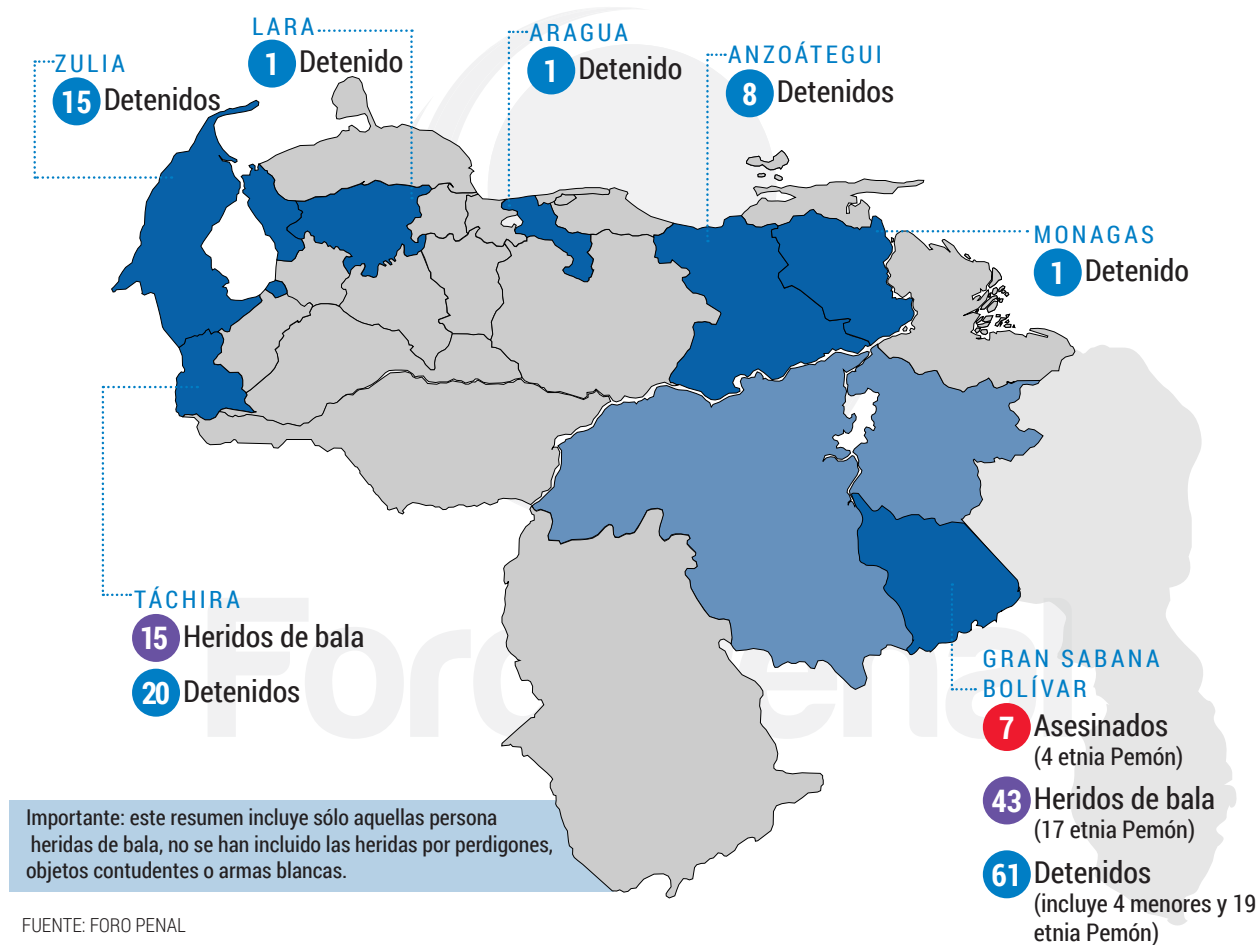 LARA
1 Detenido
ARAGUA
1 Detenido
ZULIA
15 Detenidos
ANZOÁTEGUI
8 Detenidos
MONAGAS
1 Detenido
TÁCHIRA
15 Heridos de bala
20 Detenidos
GRAN SABANA
BOLÍVAR
7 Asesinados
(4 etnia Pemón)
43 Heridos de bala
(17 etnia Pemón)
61 Detenidos
(incluye 4 menores y 19
etnia Pemón)
Foro Penal
Importante: este resumen incluye sólo aquellas persona
heridas de bala, no se han incluido las heridas por perdigones,
objetos contudentes o armas blancas.
FUENTE: FORO PENAL